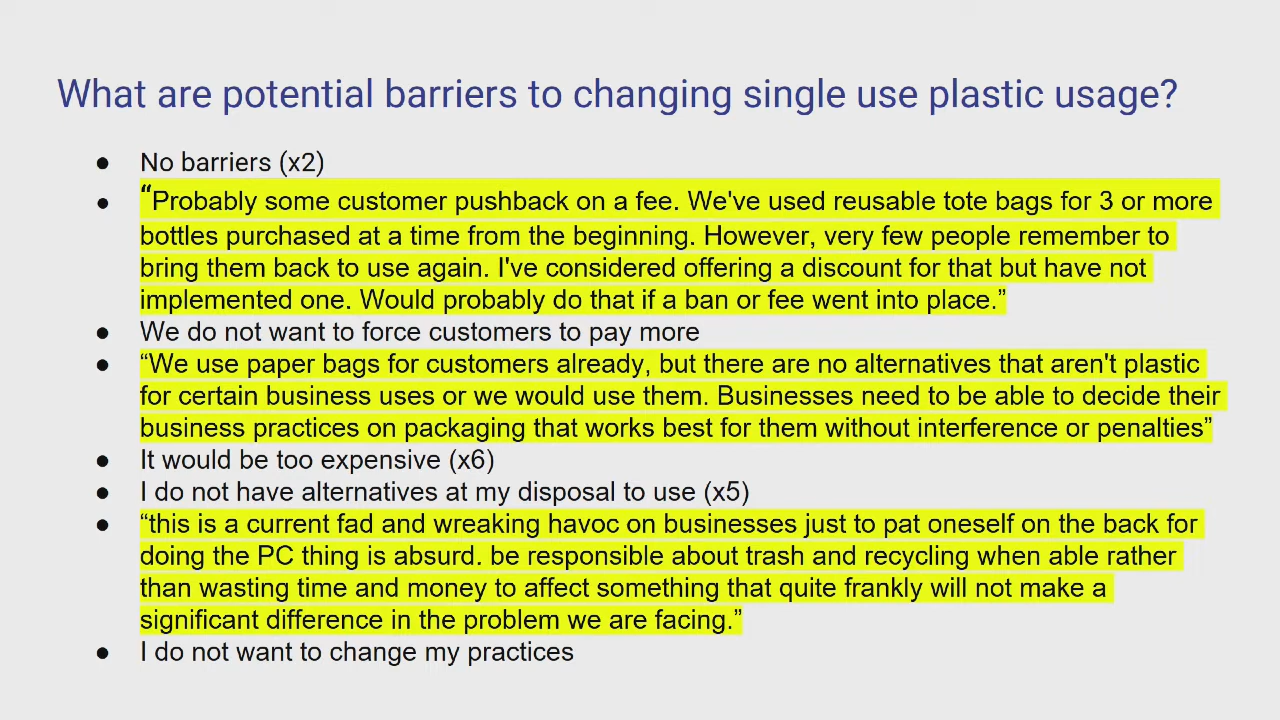 What are potential barriers to changing single use plastic usage?
● No barriers (x2)
● “Probably some customer pushback on a fee. We've used reusable tote bags for 3 or more
bottles purchased at a time from the beginning. However, very few people remember to
bring them back to use again. I've considered offering a discount for that but have not
implemented one. Would probably do that if a ban or fee went into place.”
● We do not want to force customers to pay more
● “We use paper bags for customers already, but there are no alternatives that aren't plastic
for certain business uses or we would use them. Businesses need to be able to decide their
business practices on packaging that works best for them without interference or penalties”
● It would be too expensive (x6)
● I do not have alternatives at my disposal to use (x5)
● “this is a current fad and wreaking havoc on businesses just to pat oneself on the back for
doing the PC thing is absurd. be responsible about trash and recycling when able rather
than wasting time and money to affect something that quite frankly will not make a
significant difference in the problem we are facing.”
● I do not want to change my practices